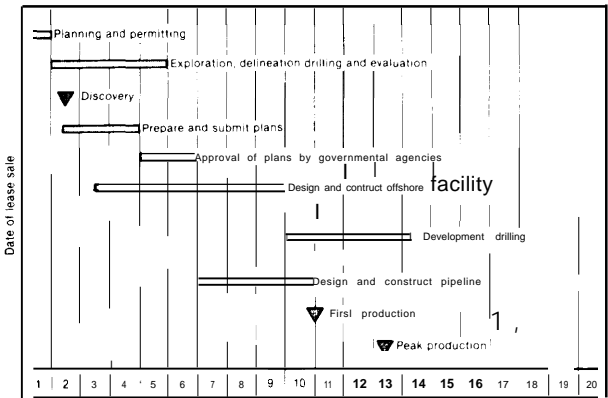 Planning and permitting
Exploration, delineation drilling and evaluation
Discovery
Prepare and submit plans
Approval of plans by governmental agencies
Design and contruct offshore facility
Development drilling
Design and construct pipeline
First production
Peak production
Date of lease sale
1 2 3 4 5 6 7 8 9 10 11 12 13 14 15 16 17 18 19 20